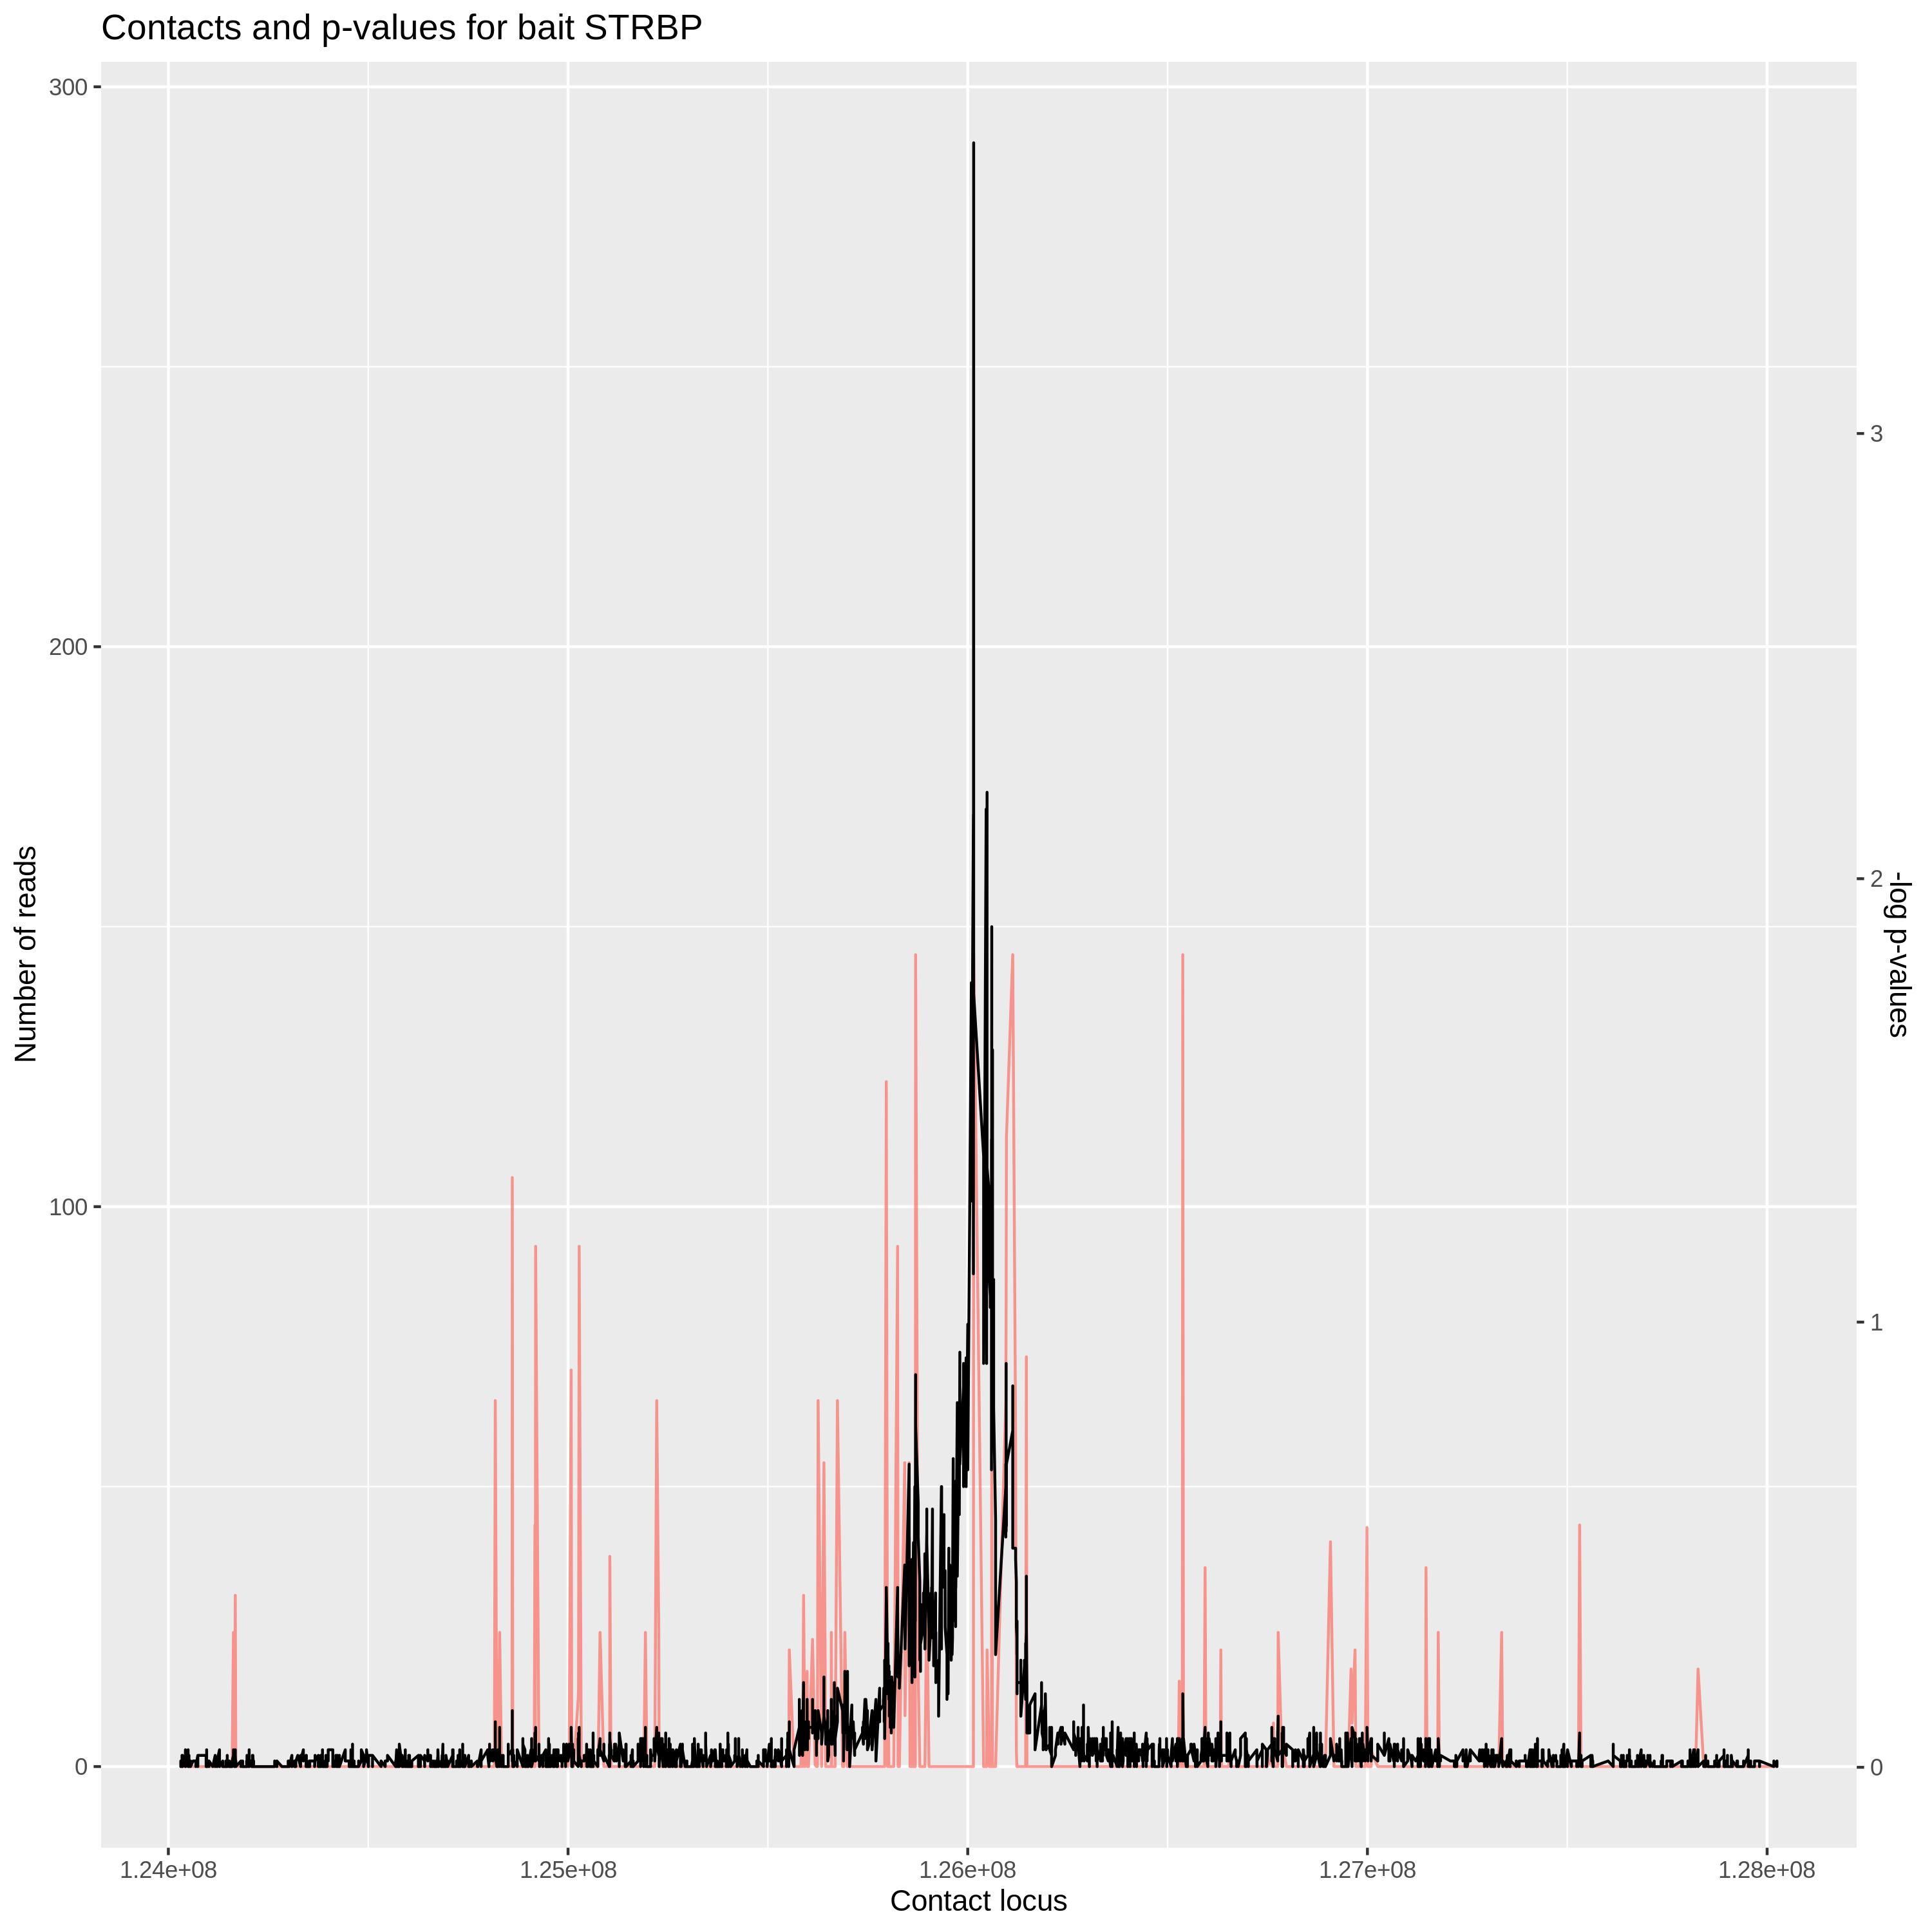 Contacts and p-values for bait STRBP
300
200
100
0
Number of reads
3
2
1
0
-log p-values
1.24e+08 1.25e+08 1.26e+08 1.27e+08 1.28e+08
Contact locus